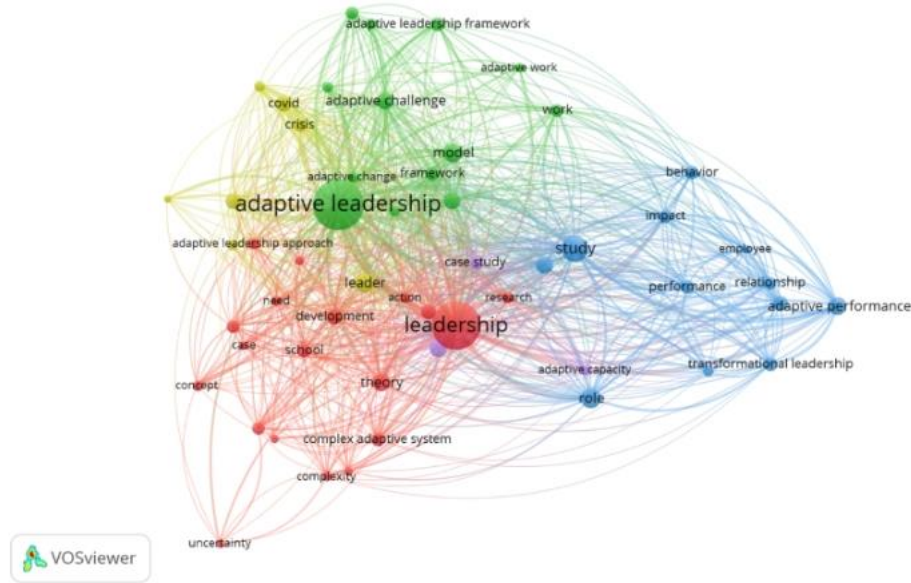 adaptive leadership framework
adaptive work
covid
adaptive challenge
work
crisis
model
adaptive change
framework
behavior
adaptive leadership
impact
adaptive leadership approach
study
employee
case study
leader
performance
relationship
need
action
research
adaptive performance
development
leadership
case
school
transformational leadership
concept
theory
adaptive capacity
role
complex adaptive system
complexity
uncertainty
VOSviewer